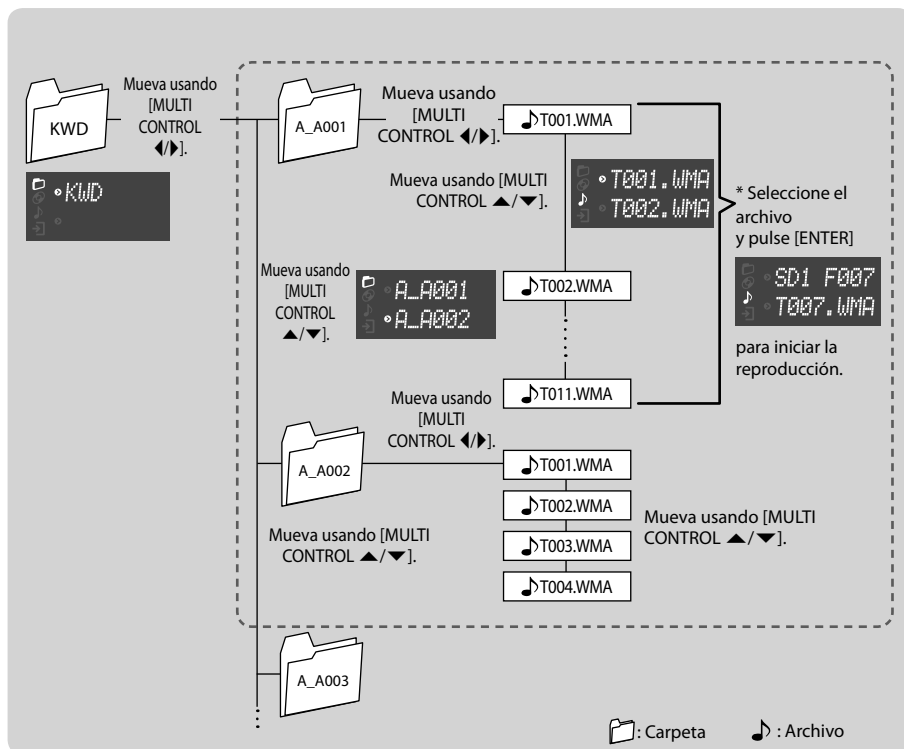 KWD
Mueva usando
[MULTI
CONTROL
◀/▶].
KWD
A_A001
Mueva usando
[MULTI
CONTROL ◀/▶].
T001.WMA
Mueva usando [MULTI
CONTROL ▲/▼].
T001.WMA
T002.WMA
* Seleccione el
archivo
y pulse [ENTER]
SD1 F007
T007.WMA
para iniciar la
reproducción.
Mueva usando
[MULTI
CONTROL
▲/▼].
A_A001
A_A002
T002.WMA
T011.WMA
Mueva usando
[MULTI
CONTROL ◀/▶].
A_A002
T001.WMA
T002.WMA
T003.WMA
T004.WMA
Mueva usando [MULTI
CONTROL ▲/▼].
Mueva usando [MULTI
CONTROL ▲/▼].
A_A003
: Carpeta
: Archivo